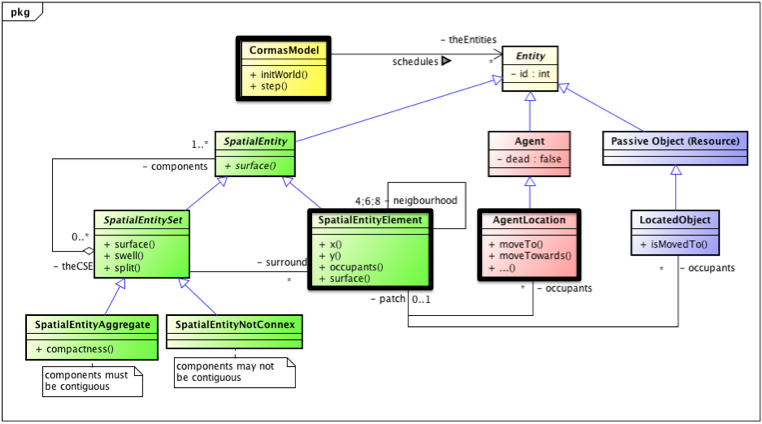 pkg
CormasModel
+ initWorld()
+ step()
- theEntities
schedules
*
Entity
- id : int
1..*
- components
SpatialEntity
+ surface()
Agent
- dead : false
Passive Object (Resource)
4;6;8 - neigbourhood
0..*
- theCSE
SpatialEntitySet
+ surface()
+ swell()
+ split()
- surround
*
SpatialEntityElement
+ x()
+ y()
+ occupants()
+ surface()
AgentLocation
+ moveTo()
+ moveTowards()
+ ...()
LocatedObject
+ isMovedTo()
* - occupants
- patch 0..1
* - occupants
SpatialEntityAggregate
+ compactness()
SpatialEntityNotConnex
components must
be contiguous
components may not
be contiguous